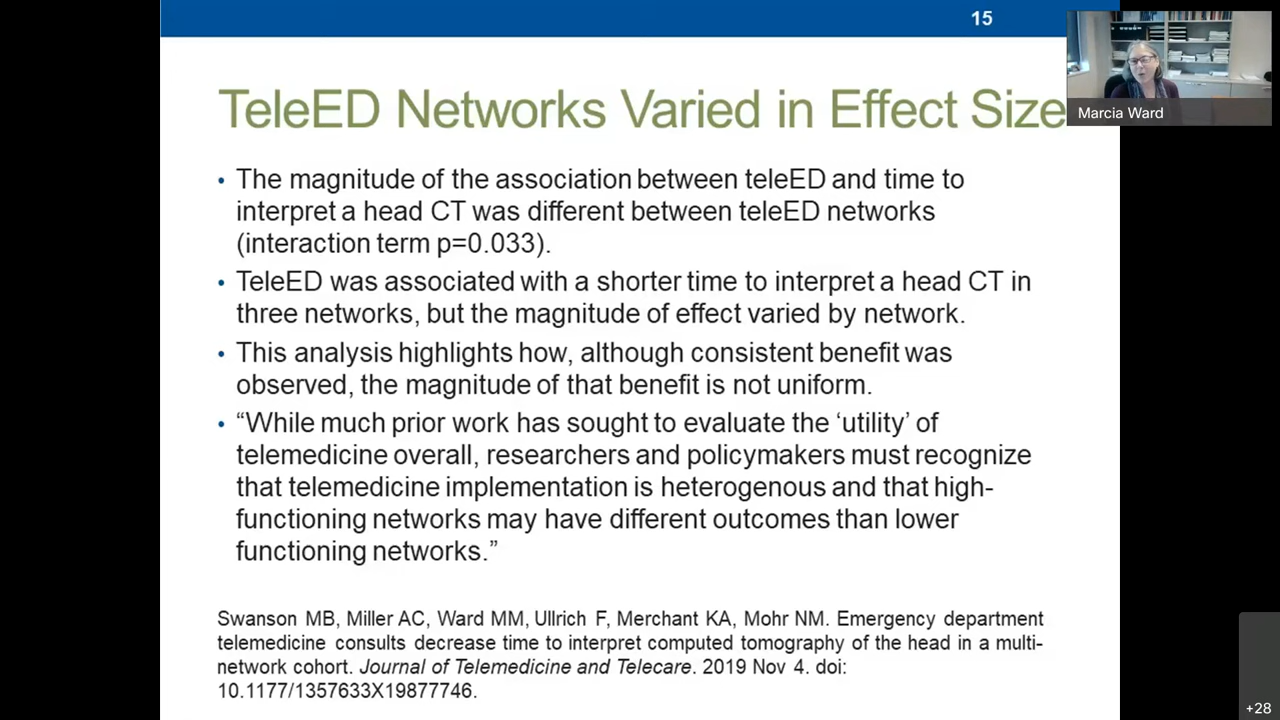 15
TeleED Networks Varied in Effect Size
Marcia Ward
• The magnitude of the association between teleED and time to
interpret a head CT was different between teleED networks
(interaction term p=0.033).
• TeleED was associated with a shorter time to interpret a head CT in
three networks, but the magnitude of effect varied by network.
• This analysis highlights how, although consistent benefit was
observed, the magnitude of that benefit is not uniform.
• “While much prior work has sought to evaluate the ‘utility’ of
telemedicine overall, researchers and policymakers must recognize
that telemedicine implementation is heterogenous and that high-
functioning networks may have different outcomes than lower
functioning networks.”
Swanson MB, Miller AC, Ward MM, Ullrich F, Merchant KA, Mohr NM. Emergency department
telemedicine consults decrease time to interpret computed tomography of the head in a multi-
network cohort. Journal of Telemedicine and Telecare. 2019 Nov 4. doi:
10.1177/1357633X19877746.
+28